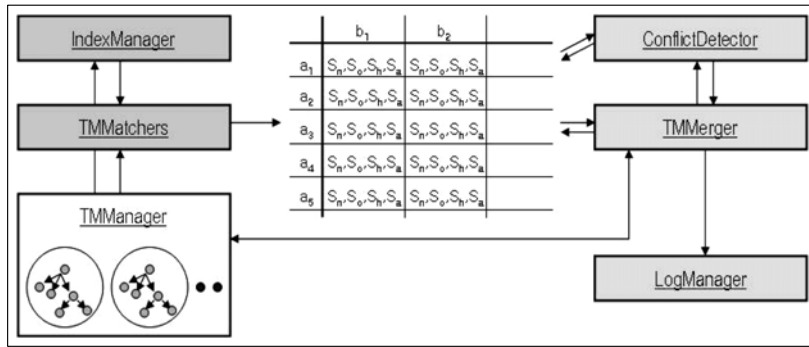 IndexManager
TMMatchers
TMManager
b1 b2
a1 Sn,So,Sh,Sa Sn,So,Sh,Sa
a2 Sn,So,Sh,Sa Sn,So,Sh,Sa
a3 Sn,So,Sh,Sa Sn,So,Sh,Sa
a4 Sn,So,Sh,Sa Sn,So,Sh,Sa
a5 Sn,So,Sh,Sa Sn,So,Sh,Sa
ConflictDetector
TMMerger
LogManager